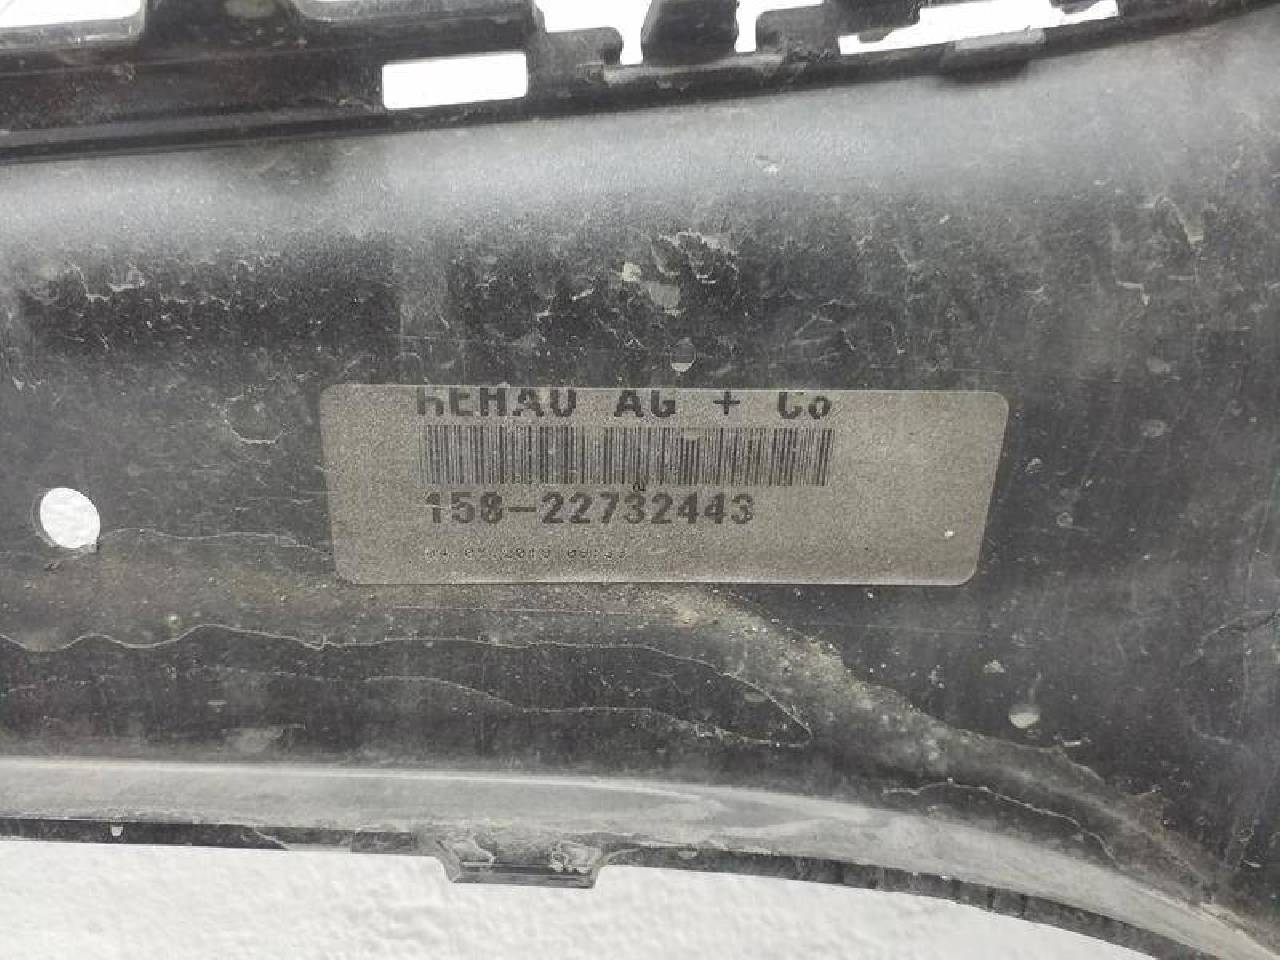 REHAU AG + Co
158-22732443